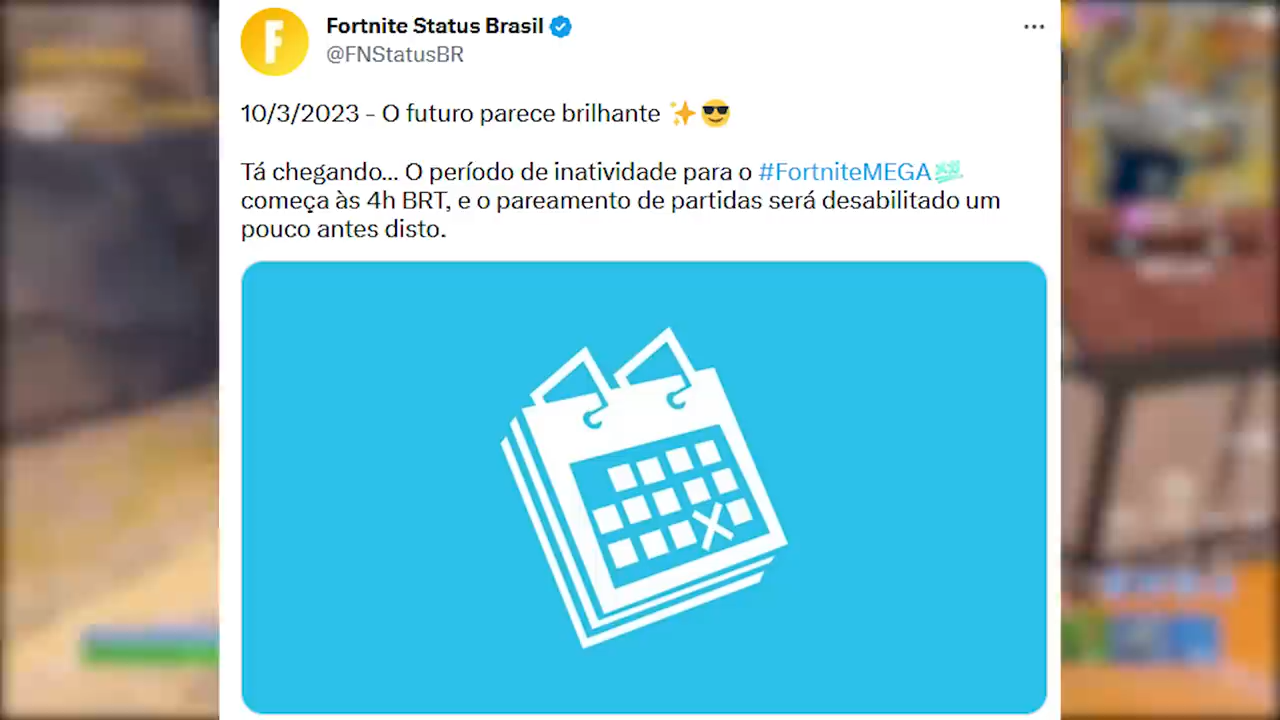 Fortnite Status Brasil
@FNStatusBR
10/3/2023 - O futuro parece brilhante ✨😎
Tá chegando... O período de inatividade para o #FortniteMEGA
começa às 4h BRT, e o pareamento de partidas será desabilitado um
pouco antes disto.